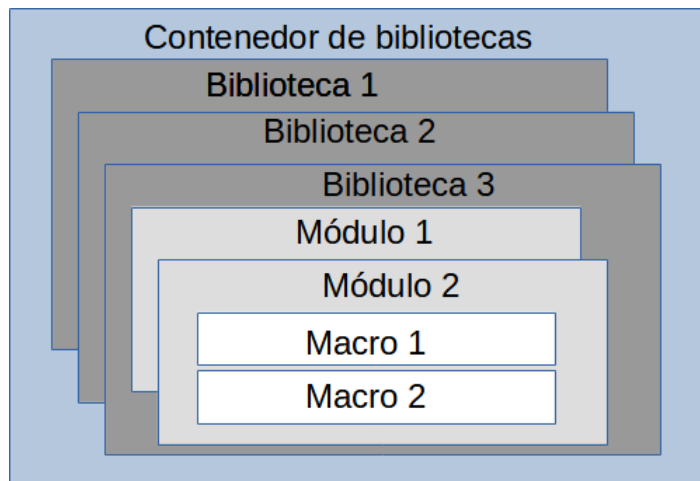 Contenedor de bibliotecas
Biblioteca 1
Biblioteca 2
Biblioteca 3
Módulo 1
Módulo 2
Macro 1
Macro 2